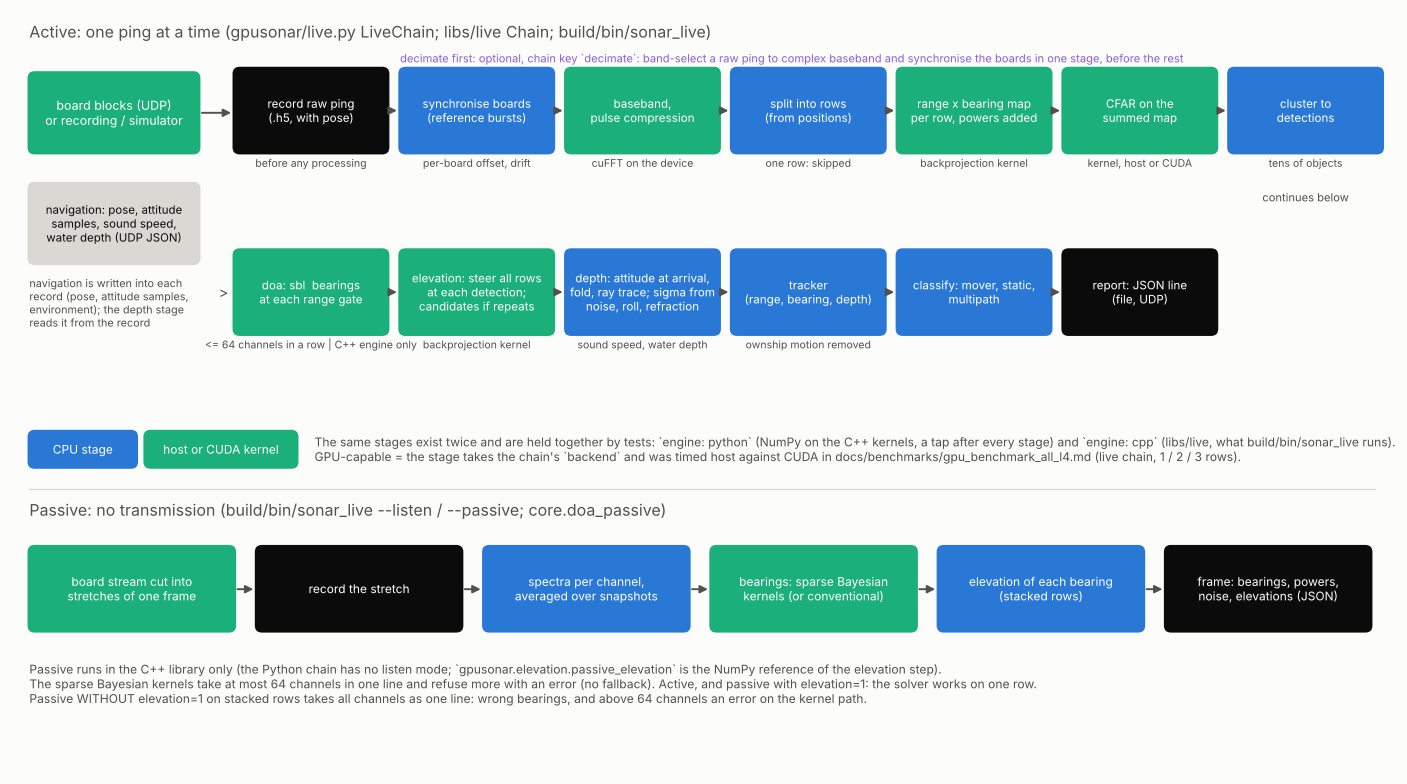 Active: one ping at a time (gpusonar/live.py LiveChain; libs/live Chain; build/bin/sonar_live)
decimate first: optional, chain key `decimate`: band-select a raw ping to complex baseband and synchronise the boards in one stage, before the rest
board blocks (UDP)
or recording / simulator
record raw ping
(.h5, with pose)
synchronise boards
(reference bursts)
baseband,
pulse compression
split into rows
(from positions)
range x bearing map
per row, powers added
CFAR on the
summed map
cluster to
detections
before any processing
per-board offset, drift
cuFFT on the device
one row: skipped
backprojection kernel
kernel, host or CUDA
tens of objects
continues below
navigation: pose, attitude
samples, sound speed,
water depth (UDP JSON)
navigation is written into each
record (pose, attitude samples,
environment); the depth stage
reads it from the record
>
doa: sbl  bearings
at each range gate
elevation: steer all rows
at each detection;
candidates if repeats
depth: attitude at arrival,
fold, ray trace; sigma from
noise, roll, refraction
tracker
(range, bearing, depth)
classify: mover, static,
multipath
report: JSON line
(file, UDP)
<= 64 channels in a row | C++ engine only
backprojection kernel
sound speed, water depth
ownship motion removed
CPU stage
host or CUDA kernel
The same stages exist twice and are held together by tests: `engine: python` (NumPy on the C++ kernels, a tap after every stage) and `engine: cpp` (libs/live, what build/bin/sonar_live runs).
GPU-capable = the stage takes the chain's `backend` and was timed host against CUDA in docs/benchmarks/gpu_benchmark_all_l4.md (live chain, 1 / 2 / 3 rows).
Passive: no transmission (build/bin/sonar_live --listen / --passive; core.doa_passive)
board stream cut into
stretches of one frame
record the stretch
spectra per channel,
averaged over snapshots
bearings: sparse Bayesian
kernels (or conventional)
elevation of each bearing
(stacked rows)
frame: bearings, powers,
noise, elevations (JSON)
Passive runs in the C++ library only (the Python chain has no listen mode; `gpusonar.elevation.passive_elevation` is the NumPy reference of the elevation step).
The sparse Bayesian kernels take at most 64 channels in one line and refuse more with an error (no fallback). Active, and passive with elevation=1: the solver works on one row.
Passive WITHOUT elevation=1 on stacked rows takes all channels as one line: wrong bearings, and above 64 channels an error on the kernel path.